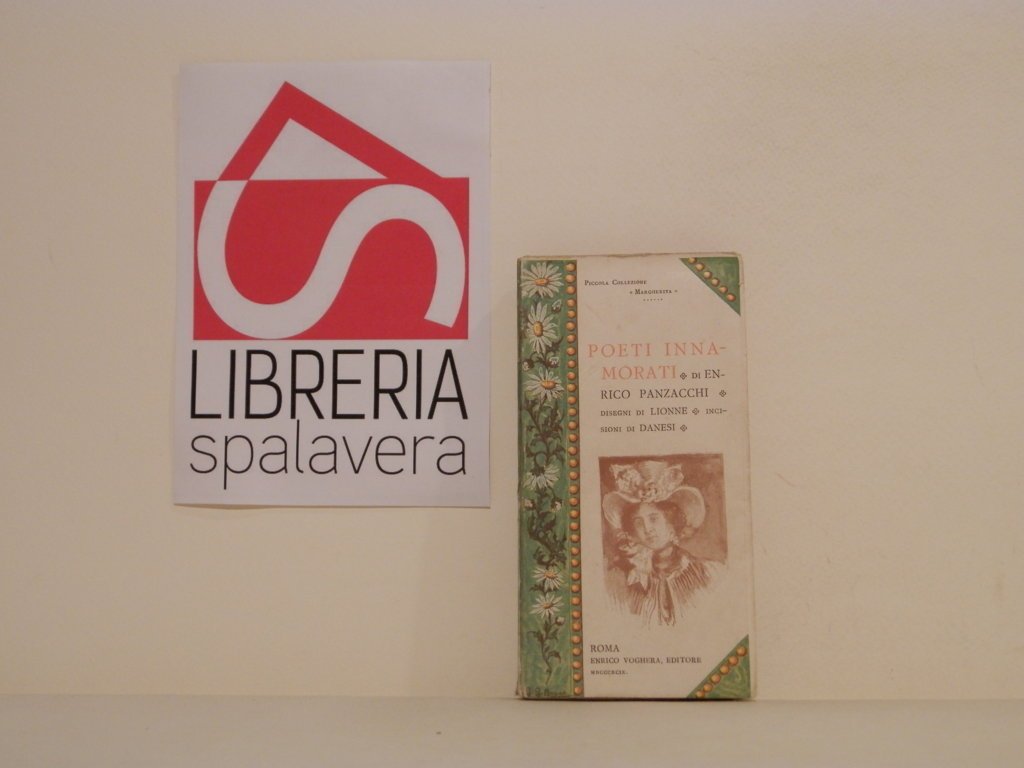 LIBRERIA
spalavera
PICCOLA COLLEZIONE
« MARGHERITA »
POETI INNA-
MORATI DI EN-
RICO PANZACCHI
DISEGNI DI LIONNE INCI-
SIONI DI DANESI
ROMA
ENRICO VOGHERA, EDITORE